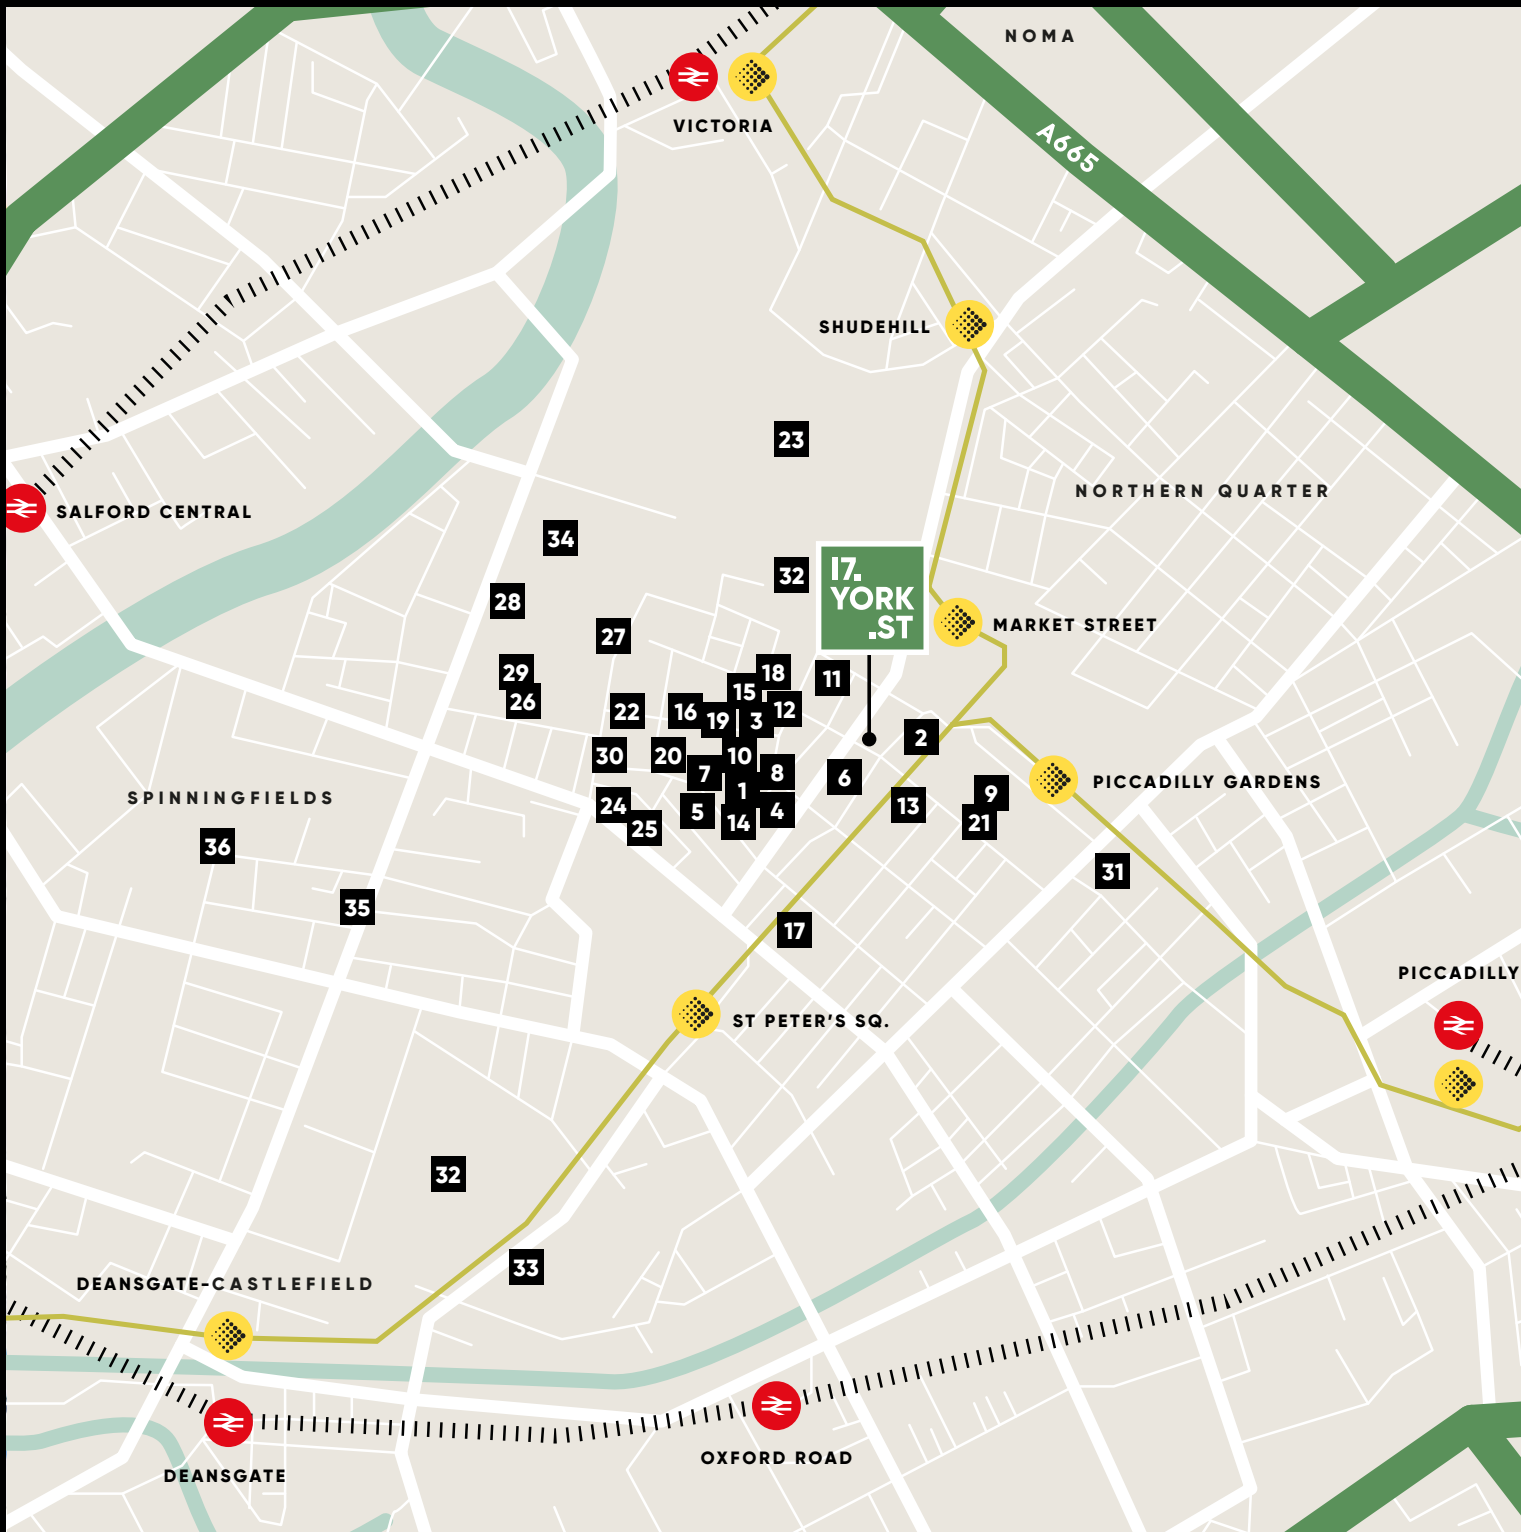 NOMA
VICTORIA
A665
SHUDEHILL
23
NORTHERN QUARTER
SALFORD CENTRAL
34
32
17.
YORK
.ST
28
MARKET STREET
27
29
18
11
15
26
22
16
12
19
3
2
30
20
10
7
8
6
PICCADILLY GARDENS
1
9
SPINNINGFIELDS
24
5
4
13
25
14
21
36
31
35
17
PICCADILLY
ST PETER'S SQ.
32
33
DEANSGATE-CASTLEFIELD
OXFORD ROAD
DEANSGATE